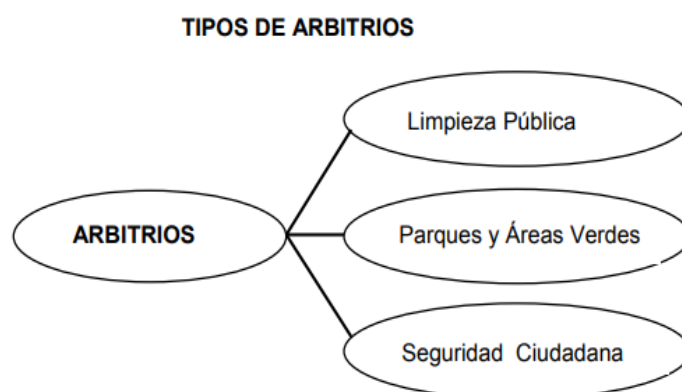 TIPOS DE ARBITRIOS
Limpieza Pública
ARBITRIOS
Parques y Áreas Verdes
Seguridad Ciudadana